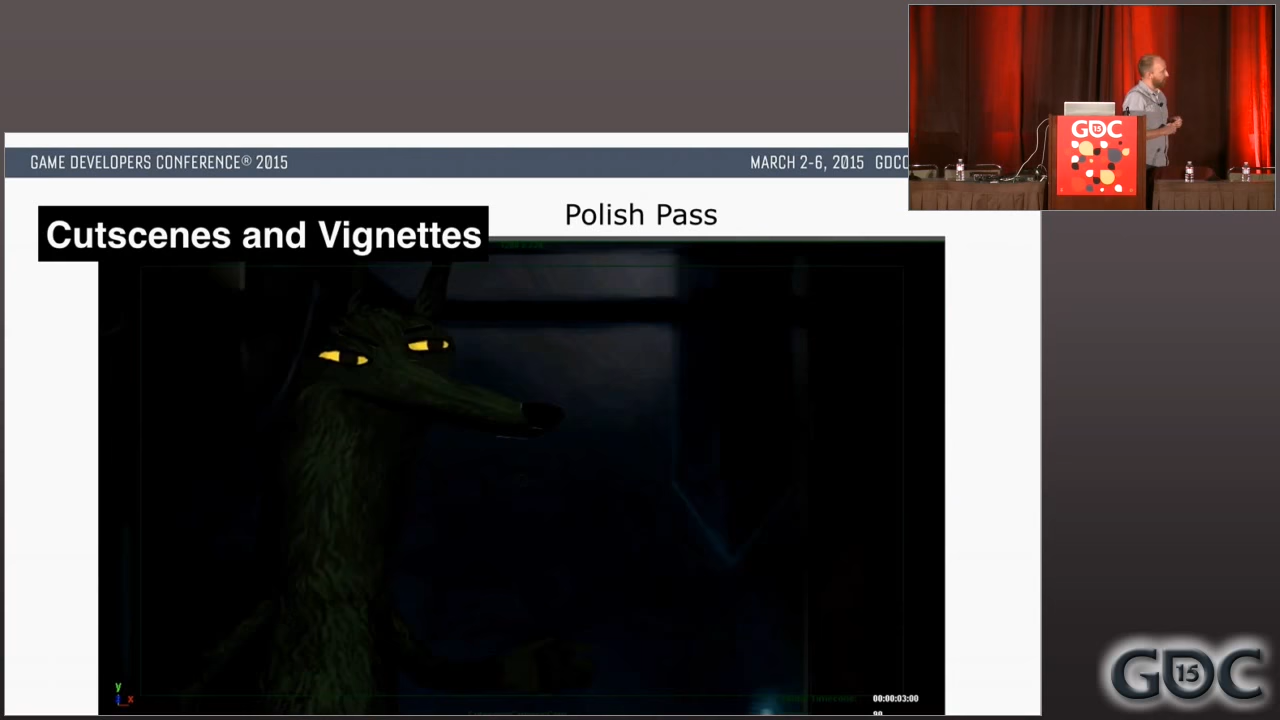 GAME DEVELOPERS CONFERENCE® 2015
MARCH 2-6, 2015 GDCC
Polish Pass
Cutscenes and Vignettes
GDC
15
y
x
00:00:03:00
90
GDC
15